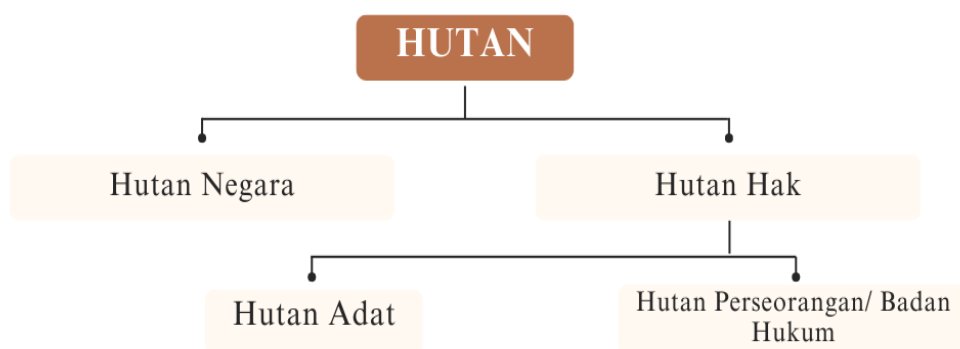 HUTAN
Hutan Negara
Hutan Hak
Hutan Adat
Hutan Perseorangan/ Badan
Hukum